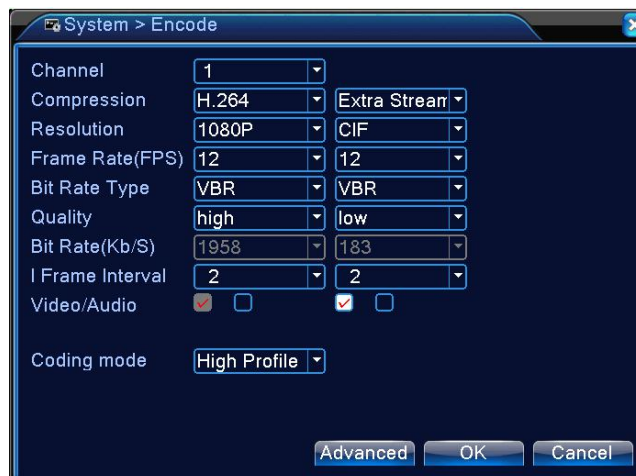 System > Encode
Channel 1
Compression H.264 Extra Stream
Resolution 1080P CIF
Frame Rate(FPS) 12 12
Bit Rate Type VBR VBR
Quality high low
Bit Rate(Kb/S) 1958 183
I Frame Interval 2 2
Video/Audio
Coding mode High Profile
Advanced OK Cancel